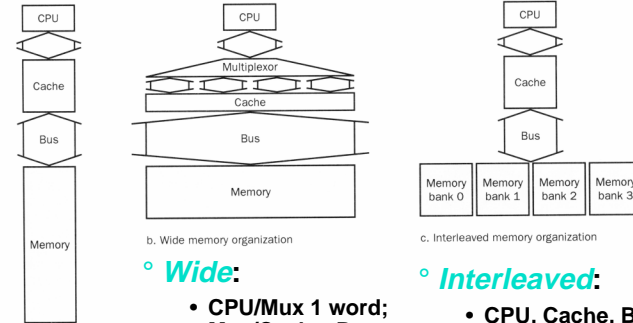 CPU
Cache
Bus
Memory
CPU
Multiplexor
Cache
Bus
Memory
b. Wide memory organization
° Wide:
• CPU/Mux 1 word;
CPU
Cache
Bus
Memory bank 0
Memory bank 1
Memory bank 2
Memory bank 3
c. Interleaved memory organization
° Interleaved:
• CPU, Cache, B